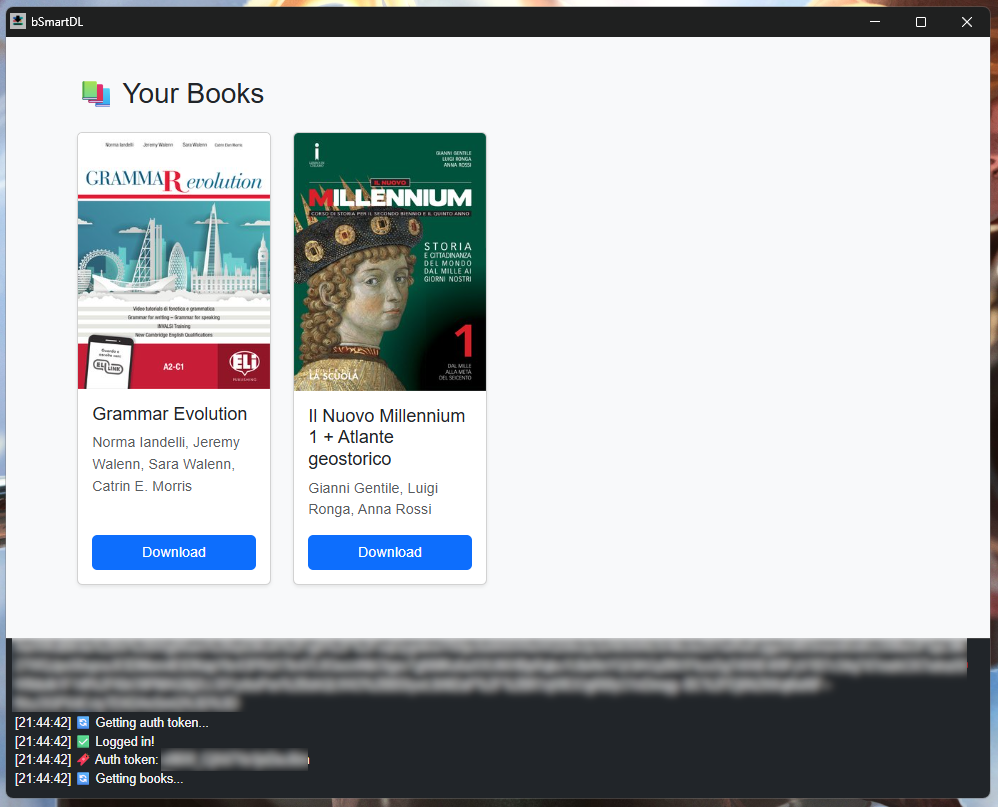 bSmartDL
Your Books
Norma Iandelli Jeremy Walenn Sara Walenn Catrin Elen Morris
GRAMMAR evolution
Video tutorials di fonetica e grammatica
Grammar for writing – Grammar for speaking
INVALSI Training
New Cambridge English Qualifications
ELI LINK
A2-C1
ELi
PUBLISHING
Grammar Evolution
Norma Iandelli, Jeremy
Walenn, Sara Walenn,
Catrin E. Morris
Download
GIANNI GENTILE
LUIGI RONGA
ANNA ROSSI
IL NUOVO
MILLENNIUM
CORSO DI STORIA PER IL SECONDO BIENNIO E IL QUINTO ANNO
STORIA
E CITTADINANZA
DEL MONDO
DAL MILLE AI
GIORNI NOSTRI
1
DAL MILLE
ALLA METÀ
DEL SEICENTO
LA SCUOLA
Il Nuovo Millennium
1 + Atlante
geostorico
Gianni Gentile, Luigi
Ronga, Anna Rossi
Download
[21:44:42] 🔄 Getting auth token...
[21:44:42] ✅ Logged in!
[21:44:42] 🚀 Auth token:
[21:44:42] 🔄 Getting books...